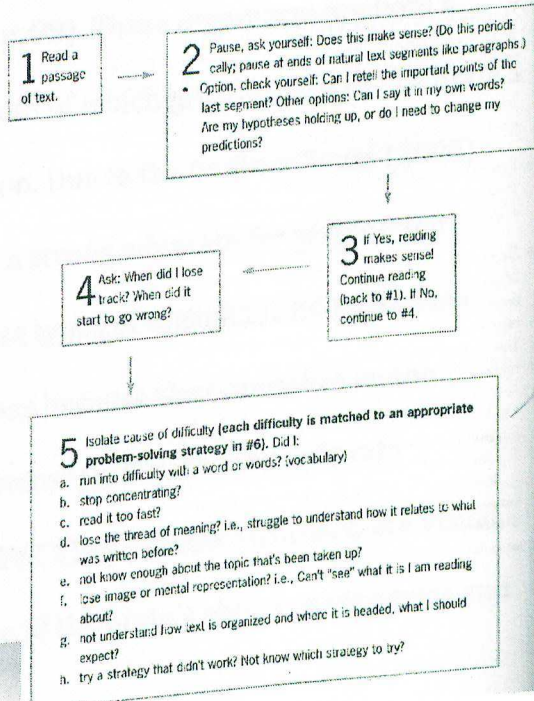 1 Read a
passage
of text.
2 Pause, ask yourself: Does this make sense? (Do this periodi-
cally; pause at ends of natural text segments like paragraphs.)
• Option, check yourself: Can I retell the important points of the
last segment? Other options: Can I say it in my own words?
Are my hypotheses holding up, or do I need to change my
predictions?
3 If Yes, reading
makes sense!
Continue reading
(back to #1). If No,
continue to #4.
4 Ask: When did I lose
track? When did it
start to go wrong?
5 Isolate cause of difficulty (each difficulty is matched to an appropriate
problem-solving strategy in #6). Did I:
a. run into difficulty with a word or words? (vocabulary)
b. stop concentrating?
c. read it too fast?
d. lose the thread of meaning? i.e., struggle to understand how it relates to what
was written before?
e. not know enough about the topic that's been taken up?
f. lose image or mental representation? i.e., Can't "see" what it is I am reading
about?
g. not understand how text is organized and where it is headed, what I should
expect?
h. try a strategy that didn't work? Not know which strategy to try?